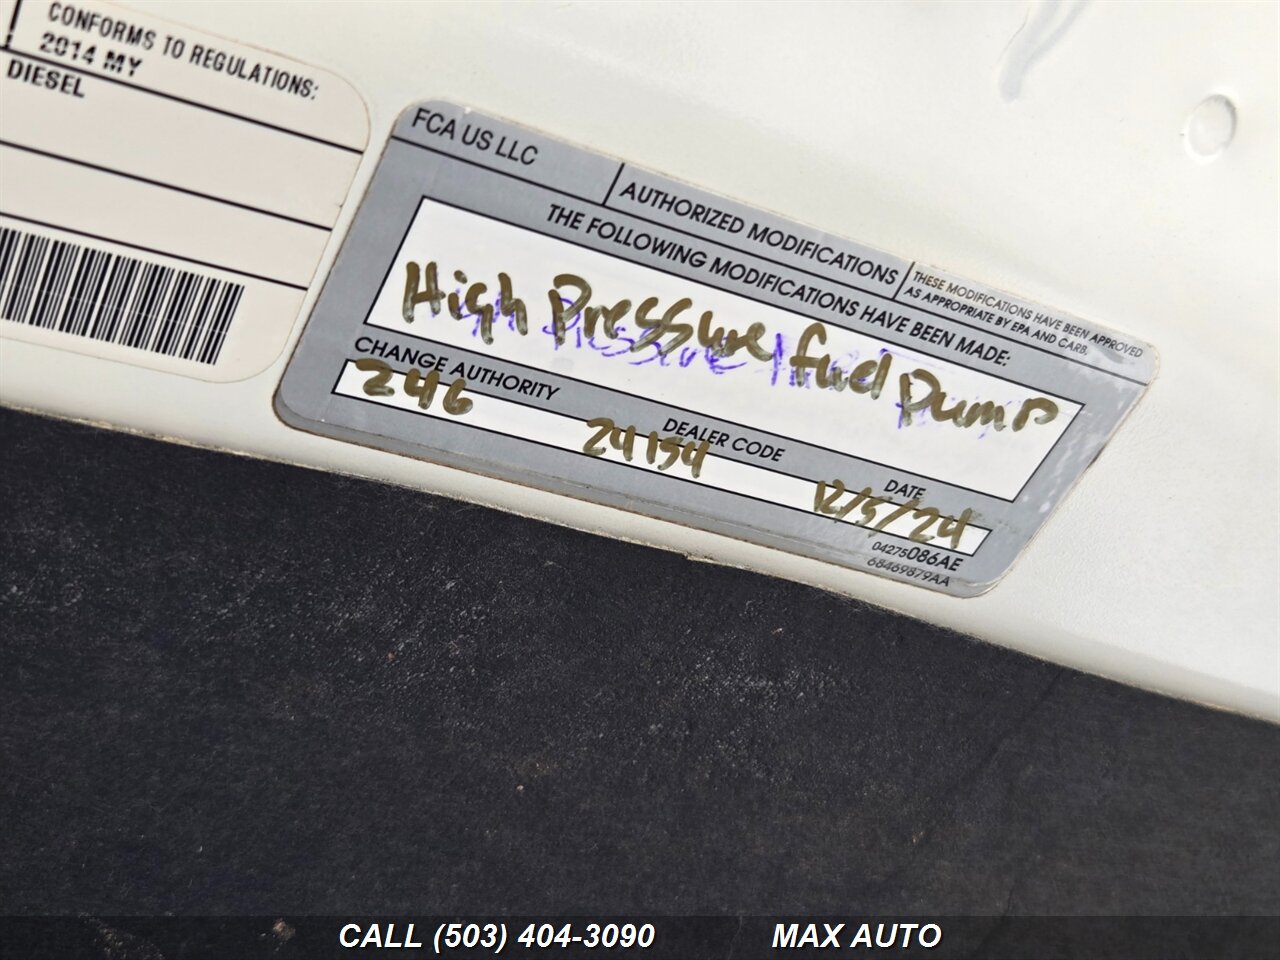 CONFORMS TO REGULATIONS:
2014 MY
DIESEL
FCA US LLC
AUTHORIZED MODIFICATIONS
THESE MODIFICATIONS HAVE BEEN APPROVED
AS APPROPRIATE BY EPA AND CARB.
THE FOLLOWING MODIFICATIONS HAVE BEEN MADE:
High Pressure fuel Pump
CHANGE AUTHORITY
DEALER CODE
DATE
246
24154
12/5/24
04275086AE
68469879AA
CALL (503) 404-3090
MAX AUTO